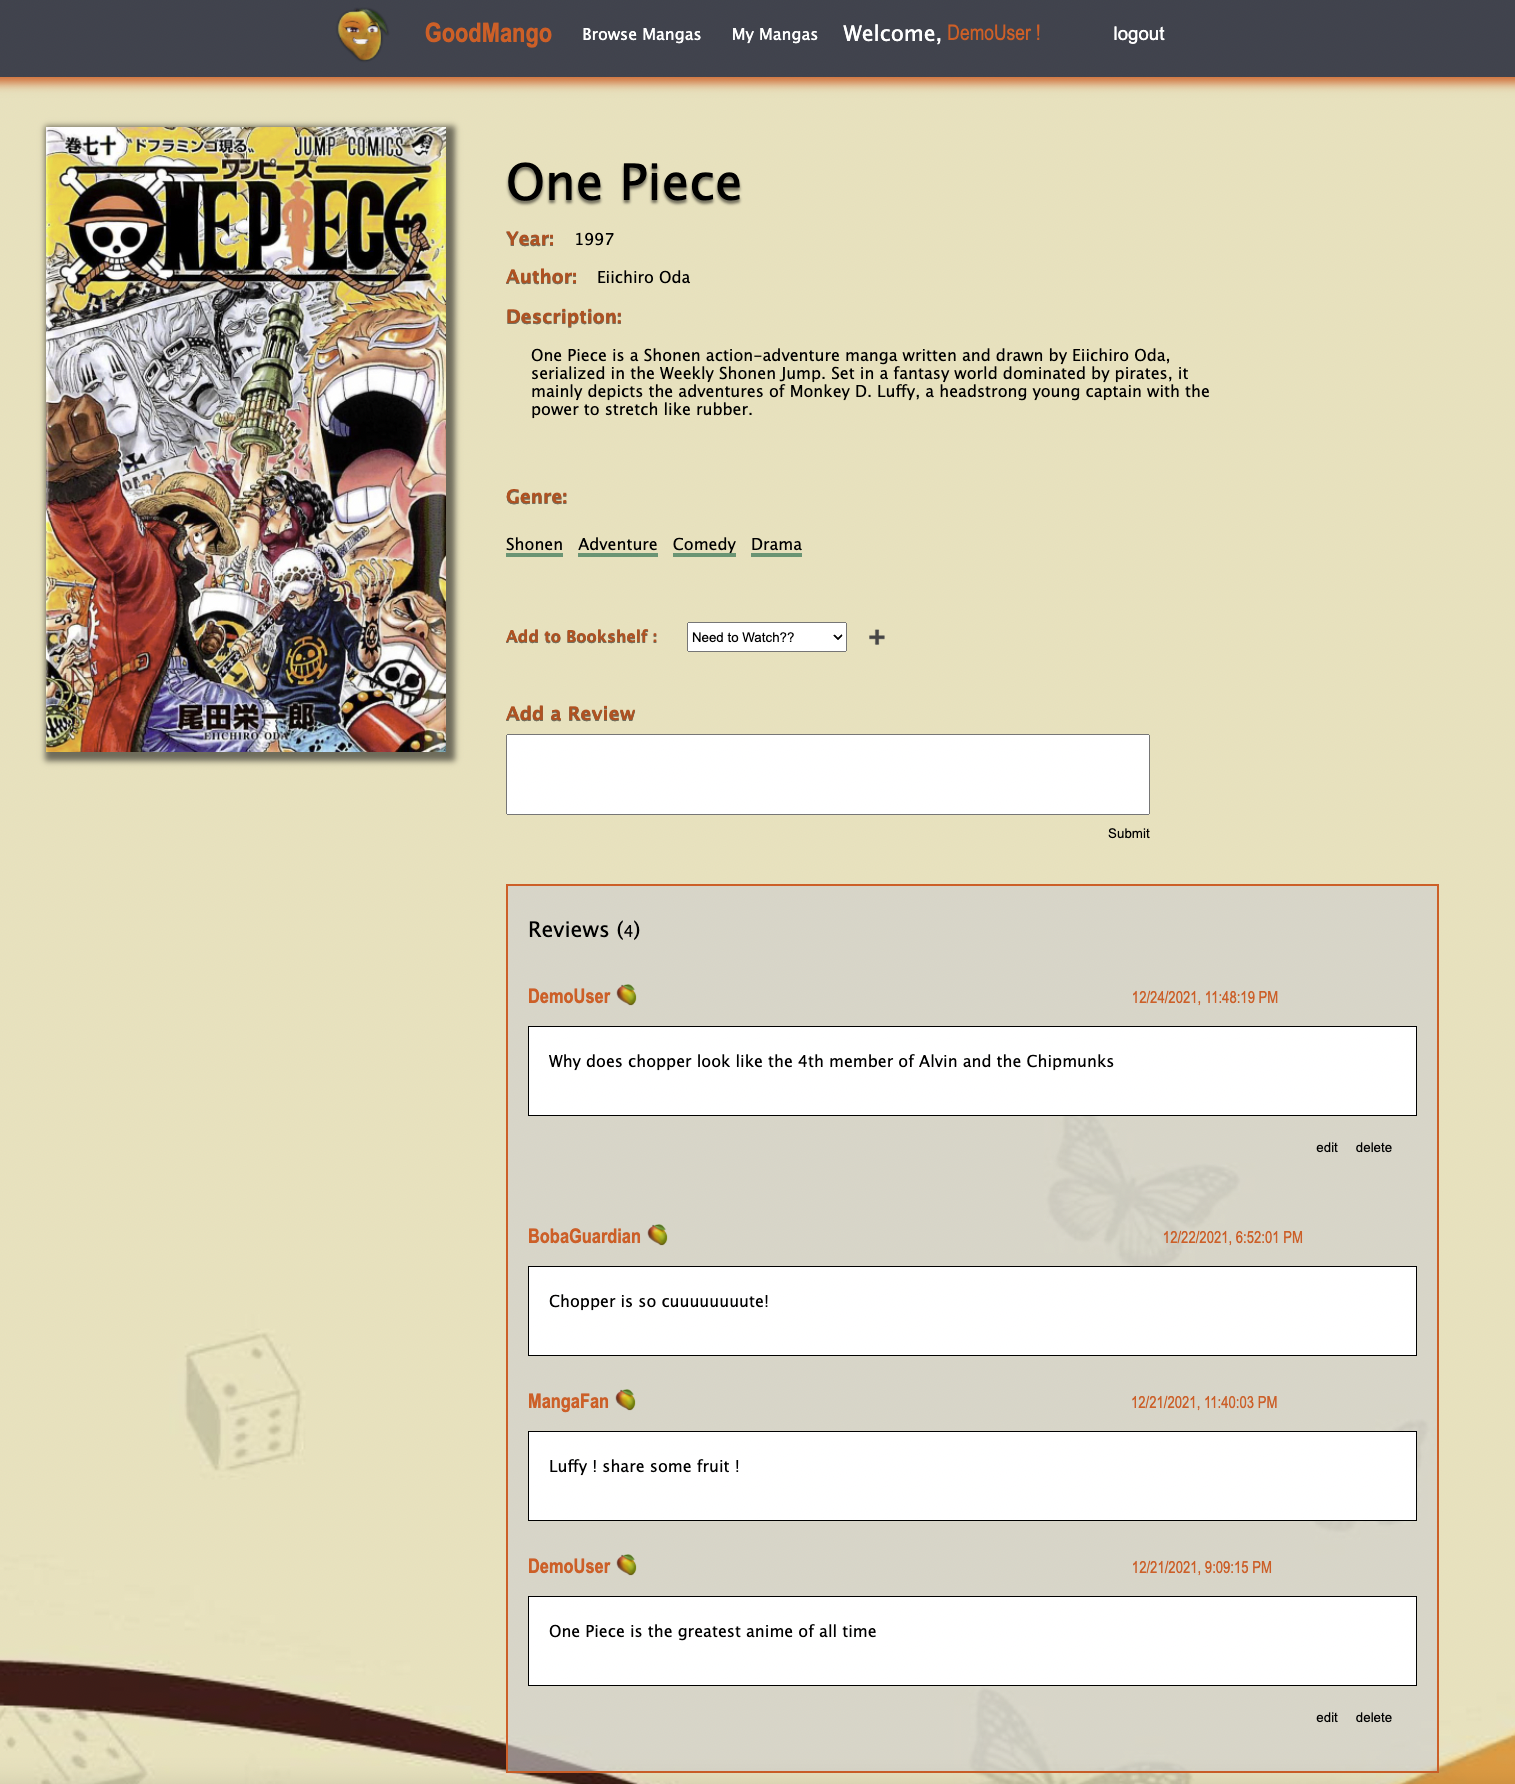 GoodMango
Browse Mangas
My Mangas
Welcome, DemoUser !
logout
巻七十
〝ドフラミンゴ現る〟
JUMP COMICS
ワンピース
ONE PIECE
尾田栄一郎
EIICHIRO ODA
One Piece
Year: 1997
Author: Eiichiro Oda
Description:
One Piece is a Shonen action-adventure manga written and drawn by Eiichiro Oda,
serialized in the Weekly Shonen Jump. Set in a fantasy world dominated by pirates, it
mainly depicts the adventures of Monkey D. Luffy, a headstrong young captain with the
power to stretch like rubber.
Genre:
Shonen Adventure Comedy Drama
Add to Bookshelf : Need to Watch??
Add a Review
Submit
Reviews (4)
DemoUser 12/24/2021, 11:48:19 PM
Why does chopper look like the 4th member of Alvin and the Chipmunks
edit delete
BobaGuardian 12/22/2021, 6:52:01 PM
Chopper is so cuuuuuuuute!
MangaFan 12/21/2021, 11:40:03 PM
Luffy ! share some fruit !
DemoUser 12/21/2021, 9:09:15 PM
One Piece is the greatest anime of all time
edit delete